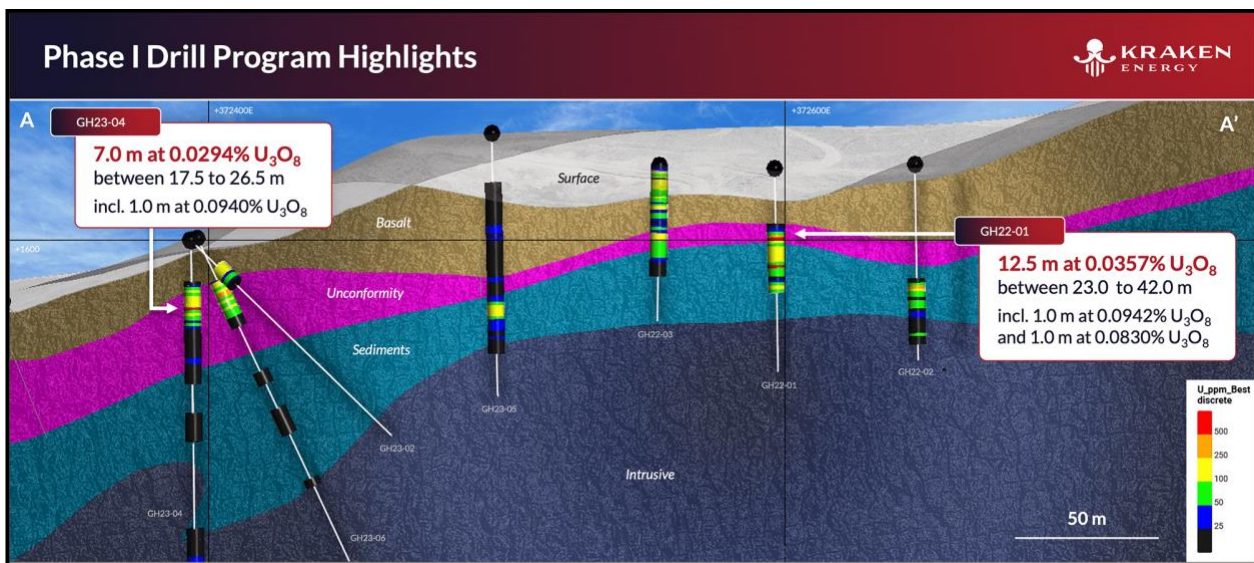 Phase I Drill Program Highlights
KRAKEN
ENERGY
A
+372400E
+372600E
A'
GH23-04
7.0 m at 0.0294% U₃O₈
between 17.5 to 26.5 m
incl. 1.0 m at 0.0940% U₃O₈
Surface
Basalt
+1600
GH22-01
12.5 m at 0.0357% U₃O₈
between 23.0 to 42.0 m
incl. 1.0 m at 0.0942% U₃O₈
and 1.0 m at 0.0830% U₃O₈
Unconformity
Sediments
GH22-03
GH22-01
GH22-02
GH23-05
GH23-02
Intrusive
GH23-04
GH23-06
50 m
U_ppm_Best
discrete
500
250
100
50
25